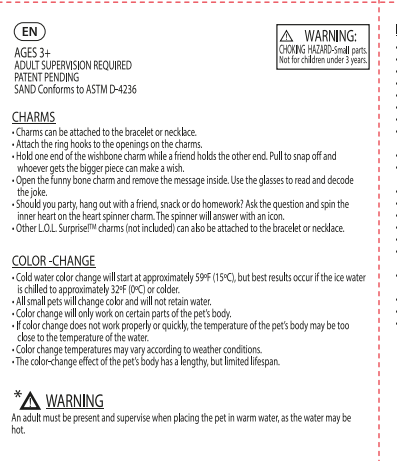 EN
AGES 3+
ADULT SUPERVISION REQUIRED
PATENT PENDING
SAND Conforms to ASTM D-4236
⚠ WARNING:
CHOKING HAZARD-Small parts.
Not for children under 3 years.
CHARMS
• Charms can be attached to the bracelet or necklace.
• Attach the ring hooks to the openings on the charms.
• Hold one end of the wishbone charm while a friend holds the other end. Pull to snap off and
whoever gets the bigger piece can make a wish.
• Open the funny bone charm and remove the message inside. Use the glasses to read and decode
the joke.
• Should you party, hang out with a friend, snack or do homework? Ask the question and spin the
inner heart on the heart spinner charm. The spinner will answer with an icon.
• Other L.O.L. Surprise!™ charms (not included) can also be attached to the bracelet or necklace.
COLOR -CHANGE
• Cold water color change will start at approximately 59ºF (15ºC), but best results occur if the ice water
is chilled to approximately 32ºF (0ºC) or colder.
• All small pets will change color and will not retain water.
• Color change will only work on certain parts of the pet's body.
• If color change does not work properly or quickly, the temperature of the pet's body may be too
close to the temperature of the water.
• Color change temperatures may vary according to weather conditions.
• The color-change effect of the pet's body has a lengthy, but limited lifespan.
*⚠ WARNING
An adult must be present and supervise when placing the pet in warm water, as the water may be
hot.